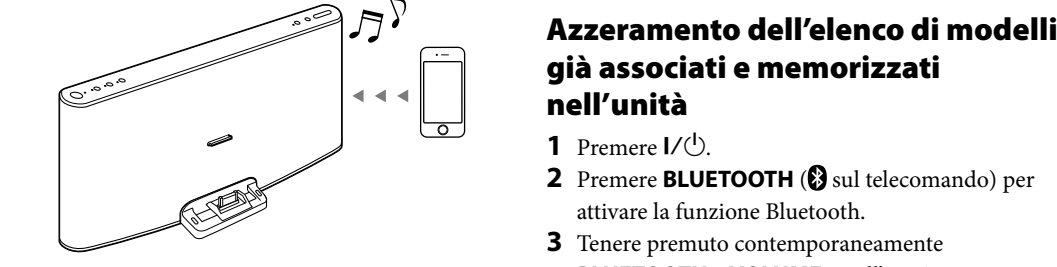 Azzeramento dell'elenco di modelli
già associati e memorizzati
nell'unità
1 Premere I/⏻.
2 Premere BLUETOOTH ( sul telecomando) per
attivare la funzione Bluetooth.
3 Tenere premuto contemporaneamente